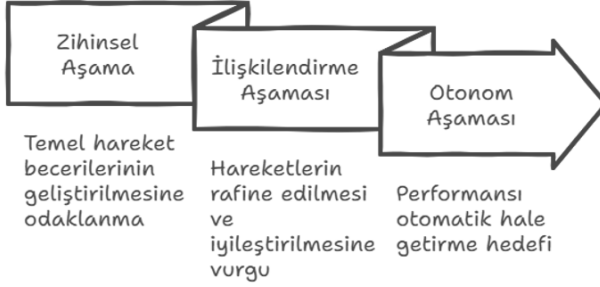 Zihinsel
Aşama
İlişkilendirme
Aşaması
Otonom
Aşaması
Temel hareket
becerilerinin
geliştirilmesine
odaklanma
Hareketlerin
rafine edilmesi
ve
iyileştirilmesine
vurgu
Performansı
otomatik hale
getirme hedefi